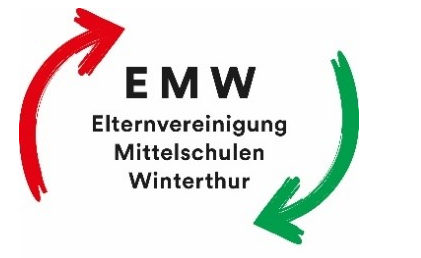 EMW
Elternvereinigung
Mittelschulen
Winterthur